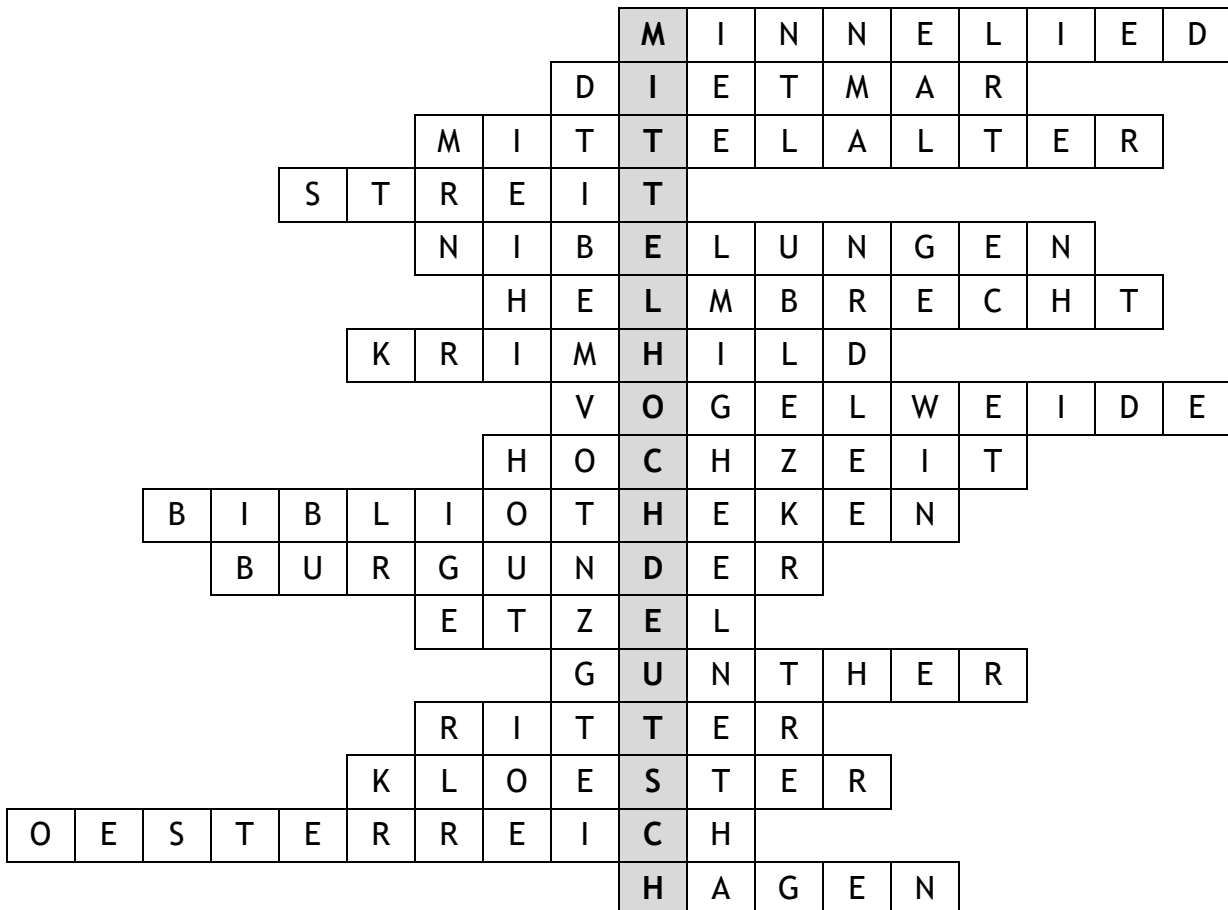 MINNELIED
DIETMAR
MITTELALTER
STREIT
NIBELUNGEN
HELMBRECHT
KRIMHILD
VOGELWEIDE
HOCHZEIT
BIBLIOTHEKEN
BURGUNDER
ETZEL
GUNTHER
RITTER
KLOESTER
OESTERREICH
HAGEN